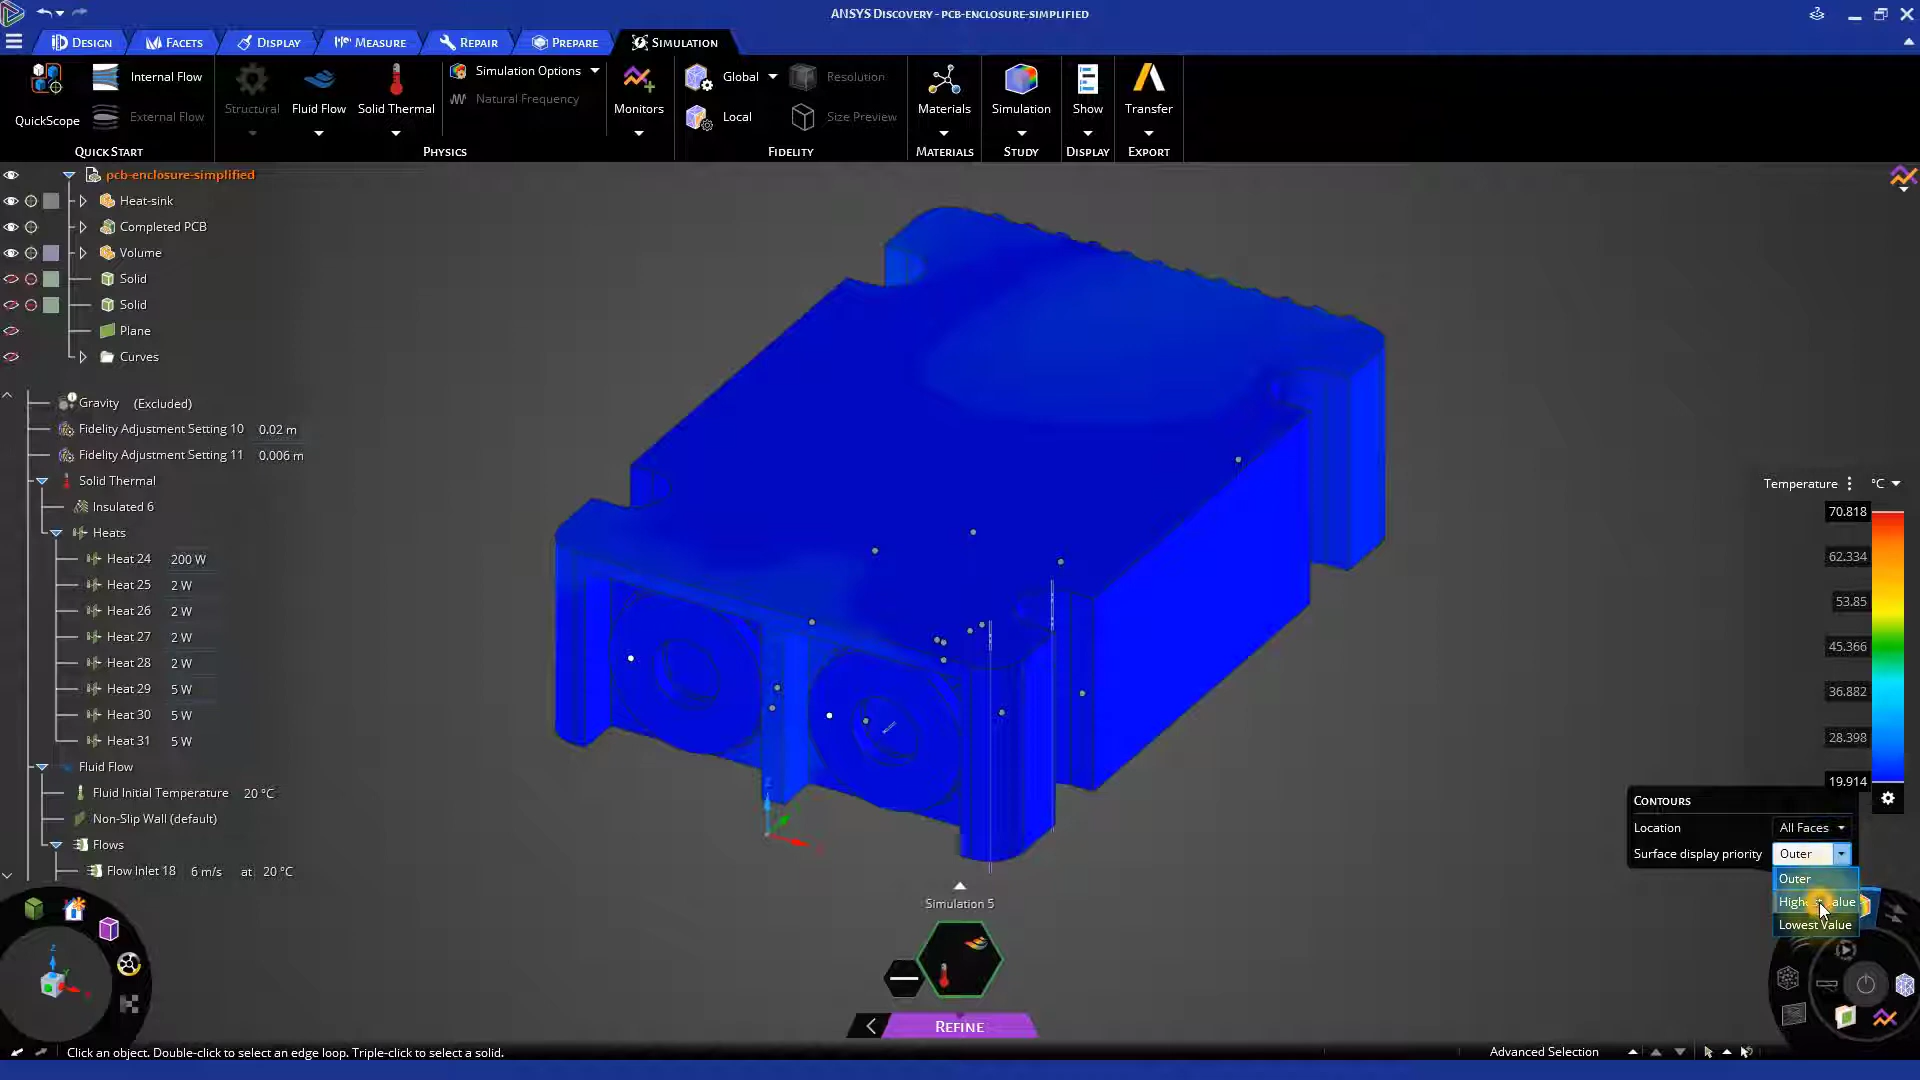 ANSYS Discovery - pcb-enclosure-simplified
Design
Facets
Display
Measure
Repair
Prepare
Simulation
QuickScope
Internal Flow
External Flow
Structural
Fluid Flow
Solid Thermal
Simulation Options
Natural Frequency
Monitors
Global
Local
Resolution
Size Preview
Materials
Simulation
Show
Transfer
Quick Start
Physics
Fidelity
Materials
Study
Display
Export
pcb-enclosure-simplified
Heat-sink
Completed PCB
Volume
Solid
Solid
Plane
Curves
Gravity (Excluded)
Fidelity Adjustment Setting 10 0.02 m
Fidelity Adjustment Setting 11 0.006 m
Solid Thermal
Insulated 6
Heats
Heat 24 200 W
Heat 25 2 W
Heat 26 2 W
Heat 27 2 W
Heat 28 2 W
Heat 29 5 W
Heat 30 5 W
Heat 31 5 W
Fluid Flow
Fluid Initial Temperature 20 °C
Non-Slip Wall (default)
Flows
Flow Inlet 18 6 m/s at 20 °C
Temperature °C
70.818
62.334
53.85
45.366
36.882
28.398
19.914
Contours
Location All Faces
Surface display priority Outer
Outer
Highest Value
Lowest Value
Simulation 5
Refine
Click an object. Double-click to select an edge loop. Triple-click to select a solid.
Advanced Selection